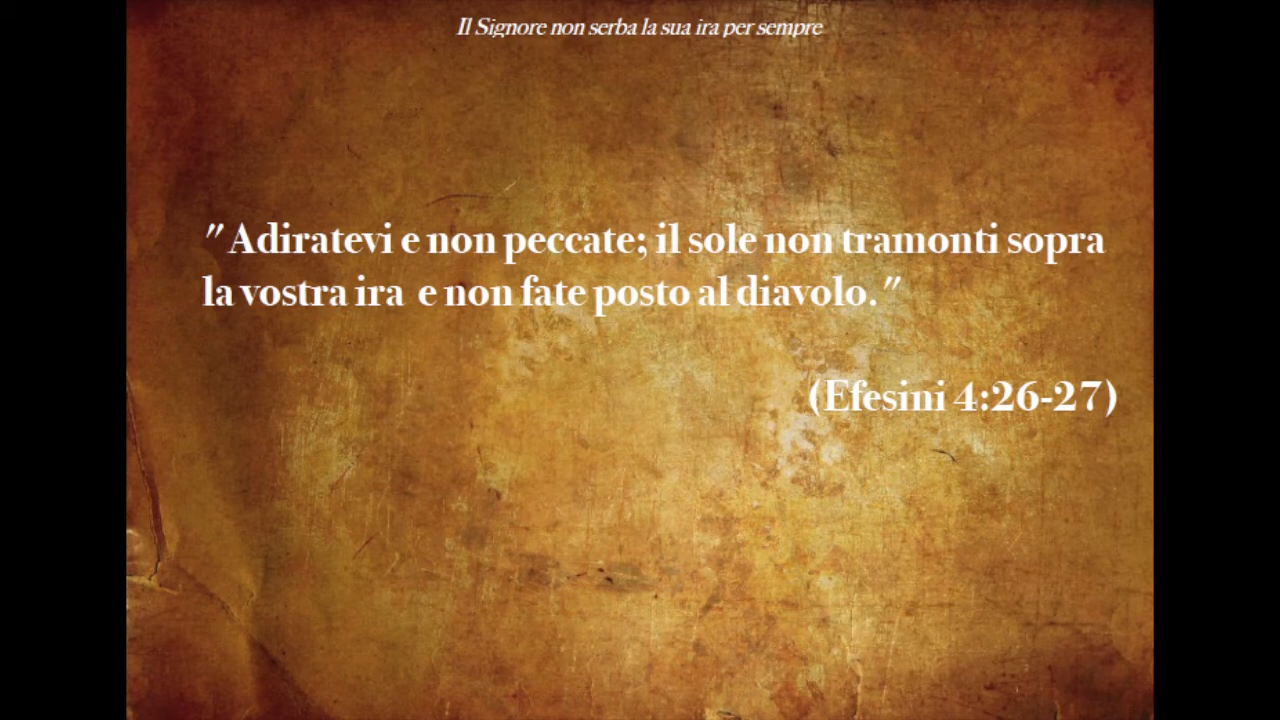 Il Signore non serba la sua ira per sempre
"Adiratevi e non peccate; il sole non tramonti sopra
la vostra ira  e non fate posto al diavolo."
(Efesini 4:26-27)